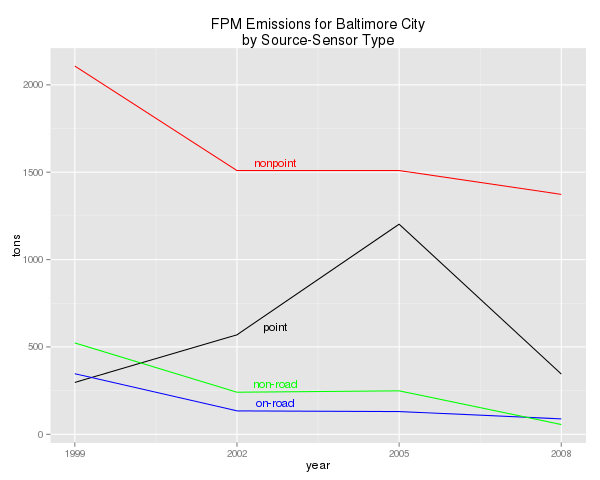 FPM Emissions for Baltimore City
by Source-Sensor Type
2000
1500
1000
500
0
tons
nonpoint
point
non-road
on-road
1999
2002
2005
2008
year